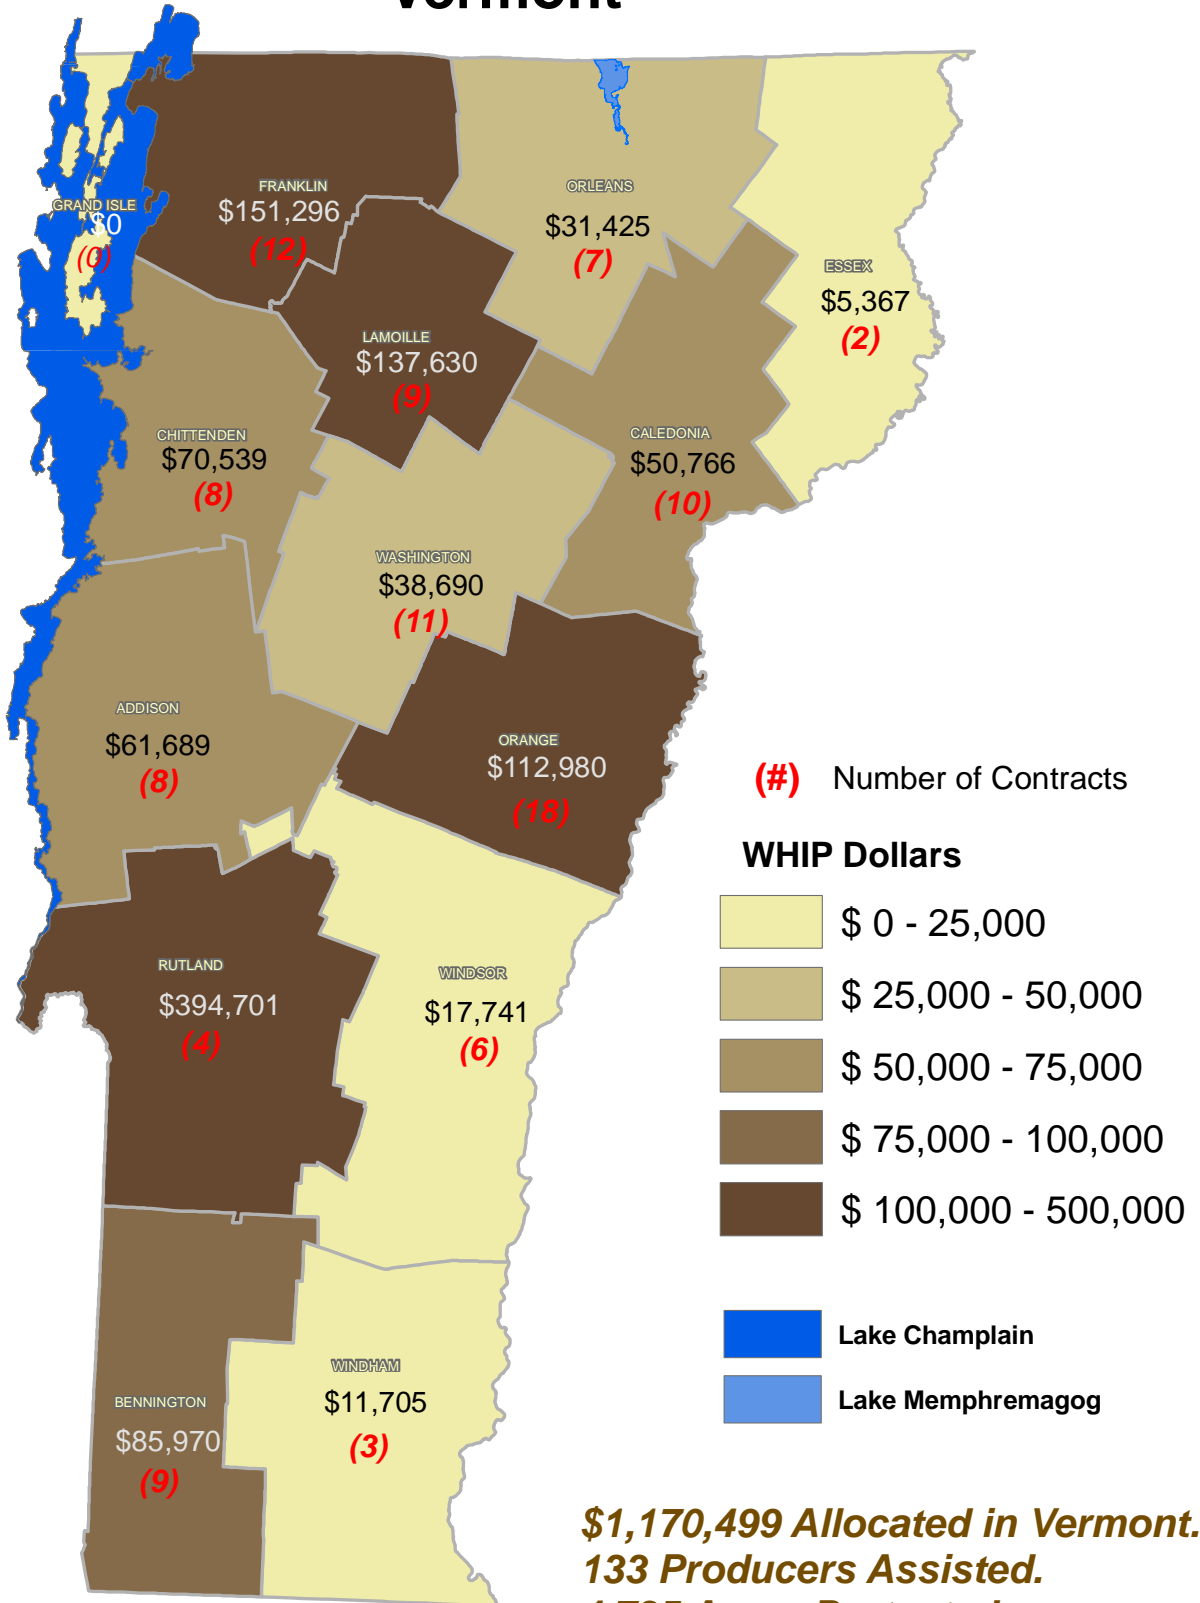 Vermont
FRANKLIN
$151,296
(12)
ORLEANS
$31,425
(7)
GRAND ISLE
$0
(0)
ESSEX
$5,367
(2)
LAMOILLE
$137,630
(9)
CHITTENDEN
$70,539
(8)
CALEDONIA
$50,766
(10)
WASHINGTON
$38,690
(11)
ADDISON
$61,689
(8)
ORANGE
$112,980
(18)
RUTLAND
$394,701
(4)
WINDSOR
$17,741
(6)
BENNINGTON
$85,970
(9)
WINDHAM
$11,705
(3)
(#) Number of Contracts
WHIP Dollars
$ 0 - 25,000
$ 25,000 - 50,000
$ 50,000 - 75,000
$ 75,000 - 100,000
$ 100,000 - 500,000
Lake Champlain
Lake Memphremagog
$1,170,499 Allocated in Vermont.
133 Producers Assisted.